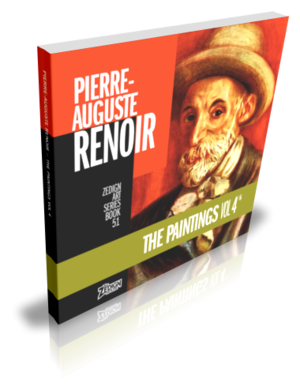 PIERRE-
AUGUSTE
RENOIR
ZEDIGN
ART
SERIES
BOOK
51
THE PAINTINGS VOL 4
ZEDIGN
PIERRE-AUGUSTE RENOIR THE PAINTINGS VOL 4